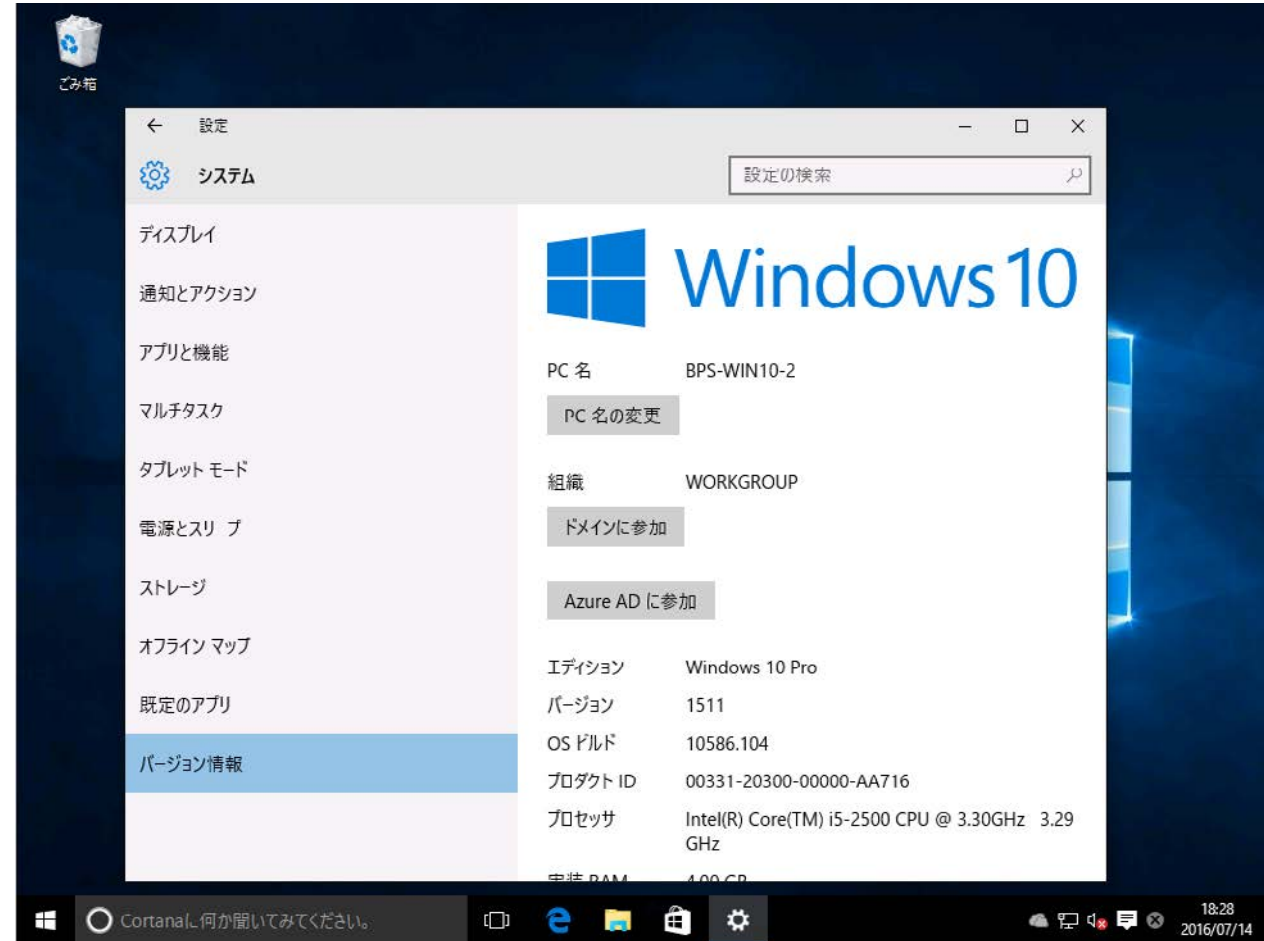 ごみ箱
設定
システム
設定の検索
ディスプレイ
通知とアクション
アプリと機能
マルチタスク
タブレット モード
電源とスリ プ
ストレージ
オフライン マップ
既定のアプリ
バージョン情報
Windows 10
PC 名 BPS-WIN10-2
PC 名の変更
組織 WORKGROUP
ドメインに参加
Azure AD に参加
エディション Windows 10 Pro
バージョン 1511
OS ビルド 10586.104
プロダクト ID 00331-20300-00000-AA716
プロセッサ Intel(R) Core(TM) i5-2500 CPU @ 3.30GHz 3.29
GHz
実装 RAM 4.00 GB
Cortanaに何か聞いてみてください。
18:28
2016/07/14